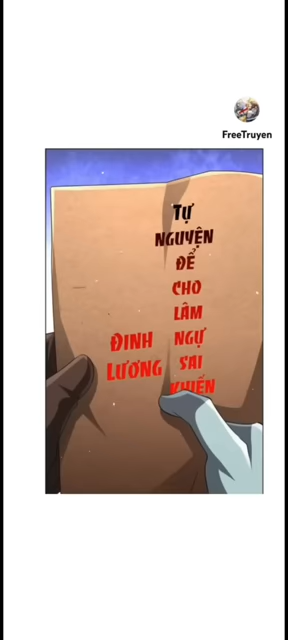 FreeTruyen
TỰ
NGUYỆN
ĐỂ
CHO
LÂM
NGỰ
SAI
KHIẾN
ĐINH
LƯƠNG